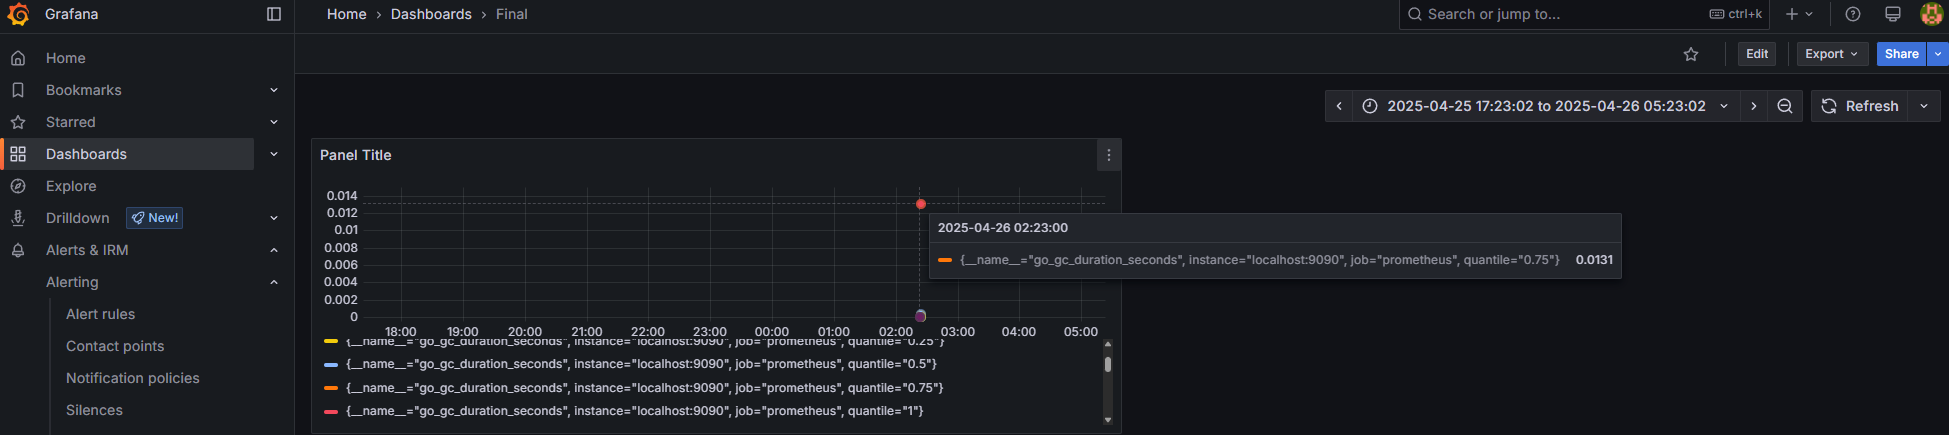 Grafana
Home › Dashboards › Final
Search or jump to...
ctrl+k
Home
Bookmarks
Starred
Dashboards
Explore
Drilldown
New!
Alerts & IRM
Alerting
Alert rules
Contact points
Notification policies
Silences
Edit
Export
Share
2025-04-25 17:23:02 to 2025-04-26 05:23:02
Refresh
Panel Title
0.014
0.012
0.01
0.008
0.006
0.004
0.002
0
18:00 19:00 20:00 21:00 22:00 23:00 00:00 01:00 02:00 03:00 04:00 05:00
2025-04-26 02:23:00
{__name__="go_gc_duration_seconds", instance="localhost:9090", job="prometheus", quantile="0.75"} 0.0131
{__name__="go_gc_duration_seconds", instance="localhost:9090", job="prometheus", quantile="0.25"}
{__name__="go_gc_duration_seconds", instance="localhost:9090", job="prometheus", quantile="0.5"}
{__name__="go_gc_duration_seconds", instance="localhost:9090", job="prometheus", quantile="0.75"}
{__name__="go_gc_duration_seconds", instance="localhost:9090", job="prometheus", quantile="1"}